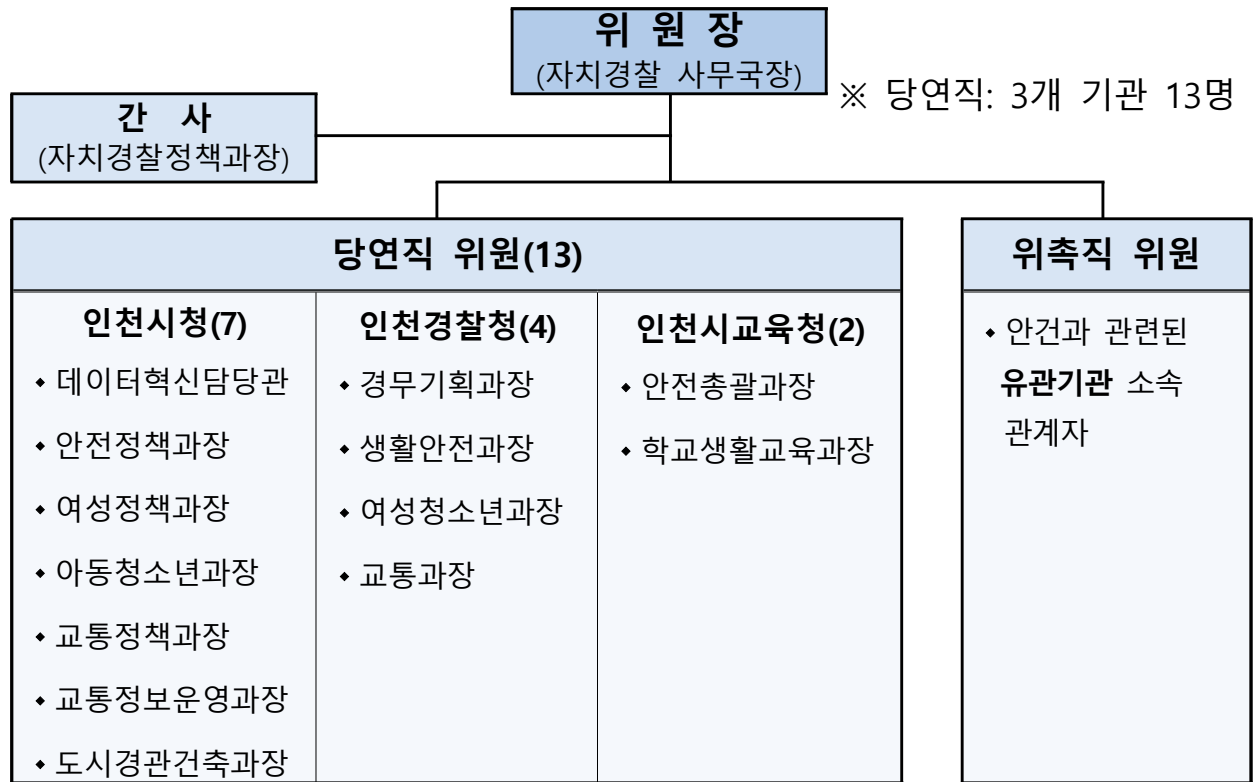 위 원 장
(자치경찰 사무국장)
※ 당연직: 3개 기관 13명
간 사
(자치경찰정책과장)
당연직 위원(13)
인천시청(7)
• 데이터혁신담당관
• 안전정책과장
• 여성정책과장
• 아동청소년과장
• 교통정책과장
• 교통정보운영과장
• 도시경관건축과장
인천경찰청(4)
• 경무기획과장
• 생활안전과장
• 여성청소년과장
• 교통과장
인천시교육청(2)
• 안전총괄과장
• 학교생활교육과장
위촉직 위원
• 안건과 관련된
유관기관 소속
관계자